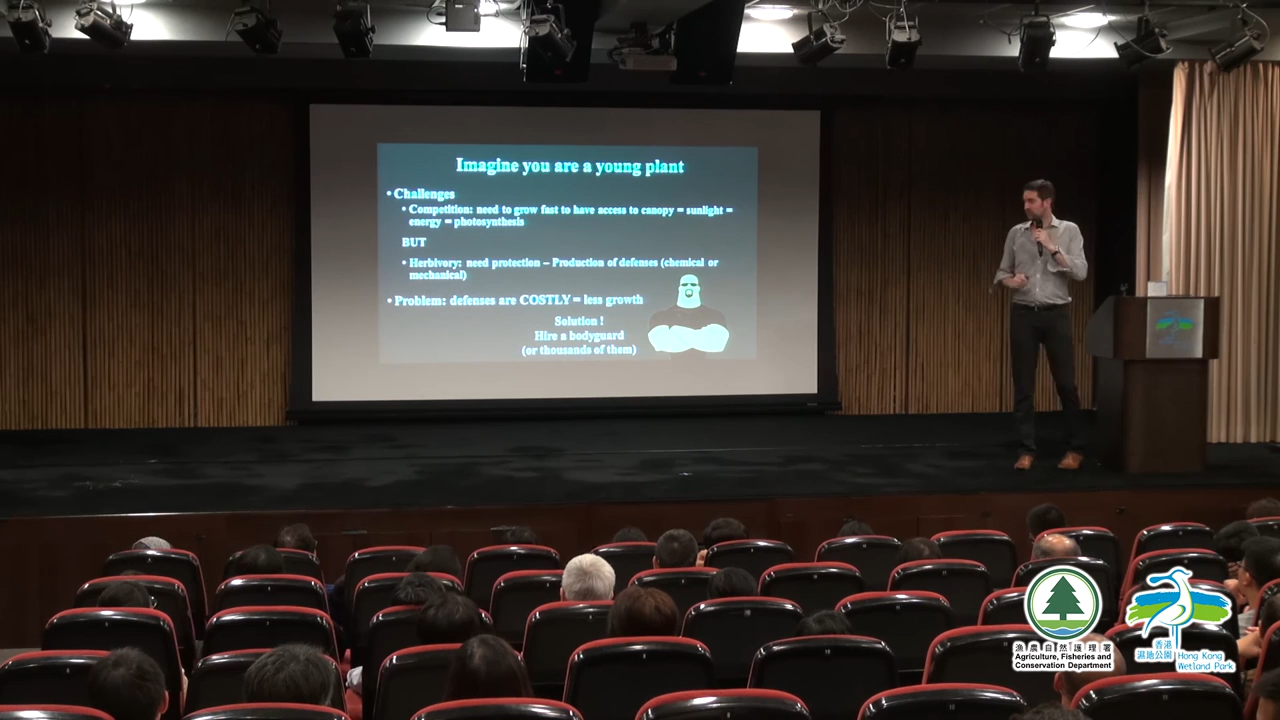 Imagine you are a young plant
• Challenges
• Competition: need to grow fast to have access to canopy = sunlight =
energy = photosynthesis
BUT
• Herbivory: need protection – Production of defenses (chemical or
mechanical)
• Problem: defenses are COSTLY = less growth
Solution !
Hire a bodyguard
(or thousands of them)
漁農自然護理署
Agriculture, Fisheries and
Conservation Department
香港
濕地公園
Hong Kong
Wetland Park